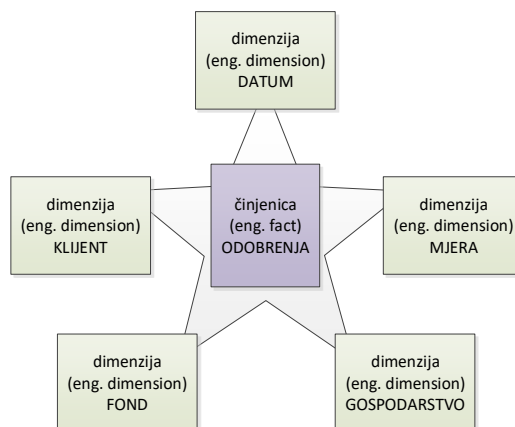 dimenzija
(eng. dimension)
DATUM
dimenzija
(eng. dimension)
KLIJENT
činjenica
(eng. fact)
ODOBRENJA
dimenzija
(eng. dimension)
MJERA
dimenzija
(eng. dimension)
FOND
dimenzija
(eng. dimension)
GOSPODARSTVO